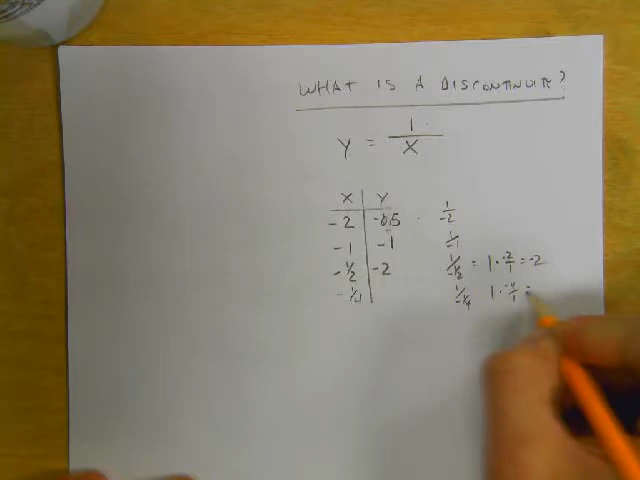 WHAT IS A DISCONTINUITY?
Y = 1/X
X | Y
-2 | -0.5 1/-2
-1 | -1 1/-1
-1/2 | -2 1/-1/2 = 1 · -2/1 = -2
-1/4 | 1/-1/4 1 · -4/1 =